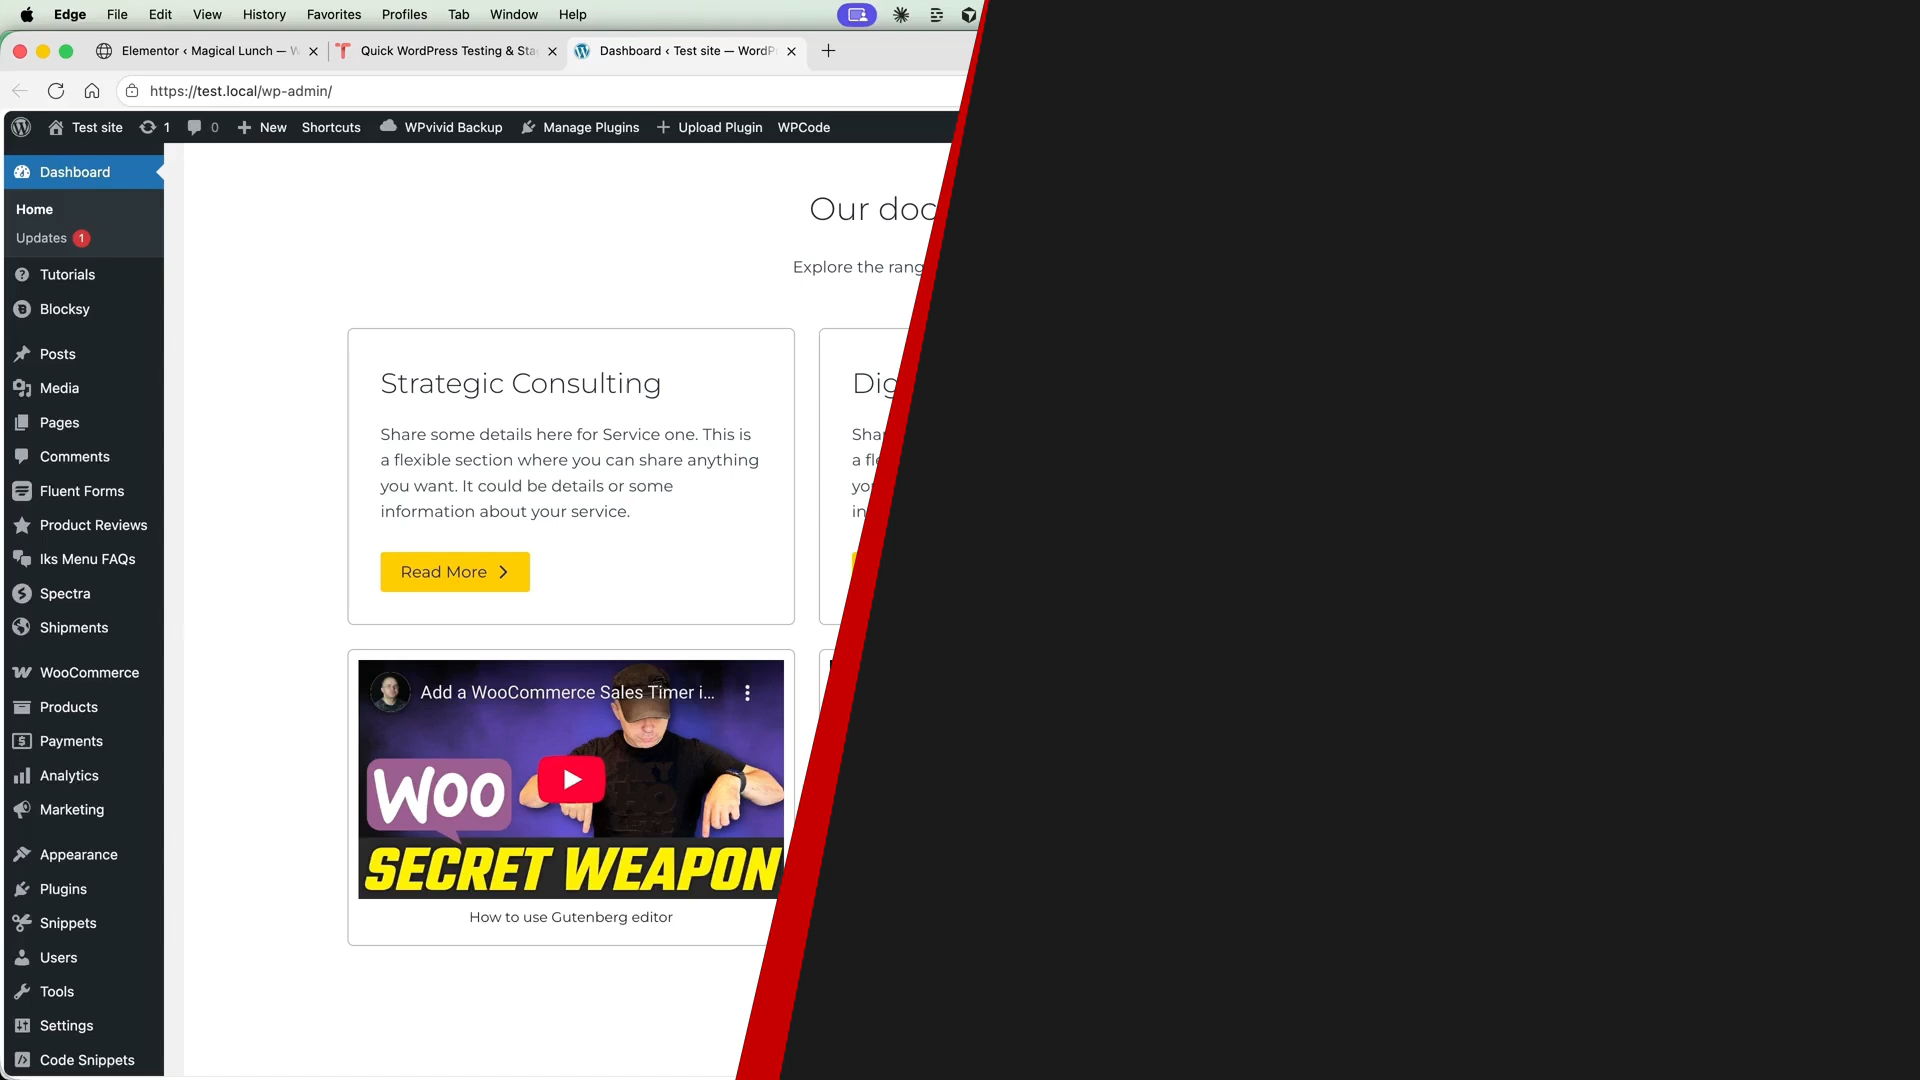 Edge File Edit View History Favorites Profiles Tab Window Help
Elementor ‹ Magical Lunch — W
Quick WordPress Testing & Sta
Dashboard ‹ Test site — WordP
https://test.local/wp-admin/
Test site 1 0 New Shortcuts WPvivid Backup Manage Plugins Upload Plugin WPCode
Dashboard
Home
Updates 1
Tutorials
Blocksy
Posts
Media
Pages
Comments
Fluent Forms
Product Reviews
Iks Menu FAQs
Spectra
Shipments
WooCommerce
Products
Payments
Analytics
Marketing
Appearance
Plugins
Snippets
Users
Tools
Settings
Code Snippets
Our doc
Explore the rang
Strategic Consulting
Share some details here for Service one. This is
a flexible section where you can share anything
you want. It could be details or some
information about your service.
Read More
Dig
Shar
a fle
you
in
Add a WooCommerce Sales Timer i...
WOO
SECRET WEAPON
How to use Gutenberg editor